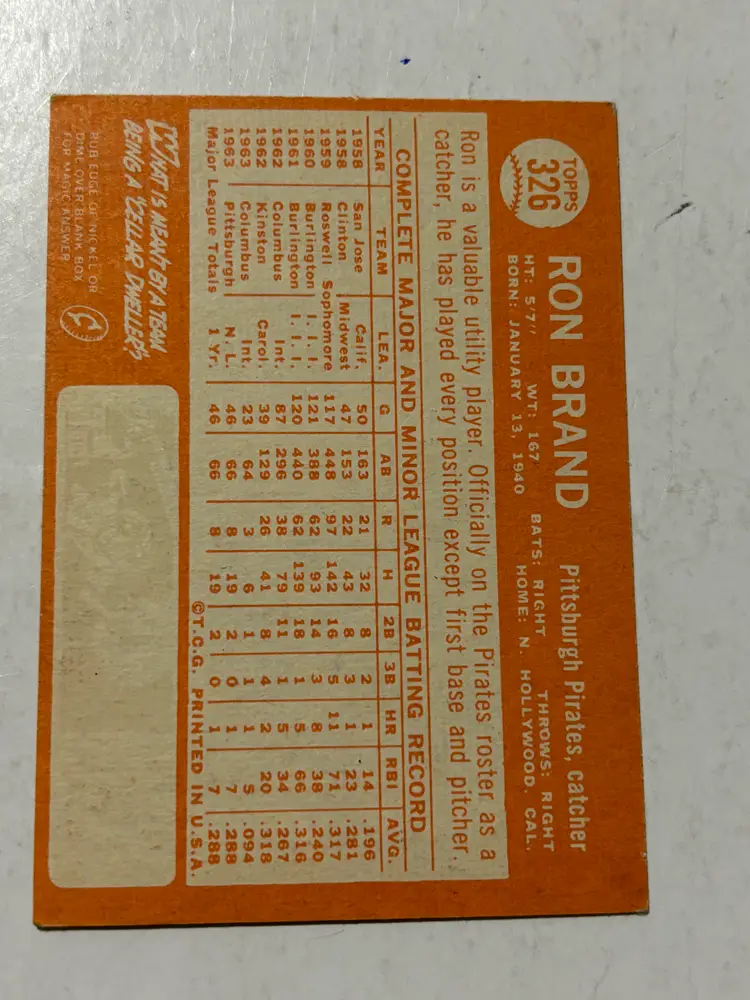 TOPPS
326
RON BRAND Pittsburgh Pirates, catcher
HT: 5'7" WT: 167 BATS: RIGHT THROWS: RIGHT
BORN: JANUARY 13, 1940 HOME: N. HOLLYWOOD, CAL.
Ron is a valuable utility player. Officially on the Pirates roster as a
catcher, he has played every position except first base and pitcher.
COMPLETE MAJOR AND MINOR LEAGUE BATTING RECORD
YEAR TEAM LEA. G AB R H 2B 3B HR RBI AVG.
1958 San Jose Calif. 50 163 21 32 8 2 1 14 .196
1958 Clinton Midwest 47 153 22 43 8 3 1 23 .281
1959 Roswell Sophomore 117 448 97 142 16 5 11 71 .317
1960 Burlington I. I. I. 121 388 62 93 14 3 8 38 .240
1961 Burlington I. I. I. 120 440 62 139 18 1 5 66 .316
1962 Columbus Int. 87 296 38 79 11 1 5 34 .267
1962 Kinston Carol. 39 129 26 41 8 4 2 20 .318
1963 Columbus Int. 23 64 3 6 1 1 1 5 .094
1963 Pittsburgh N. L. 46 66 8 19 2 0 1 7 .288
Major League Totals 1 Yr. 46 66 8 19 2 0 1 7 .288
©T.C.G. PRINTED IN U.S.A.
WHAT IS MEANT BY A TEAM
BEING A "CELLAR DWELLER"?
RUB EDGE OF NICKEL OR
DIME OVER BLANK BOX
FOR MAGIC ANSWER